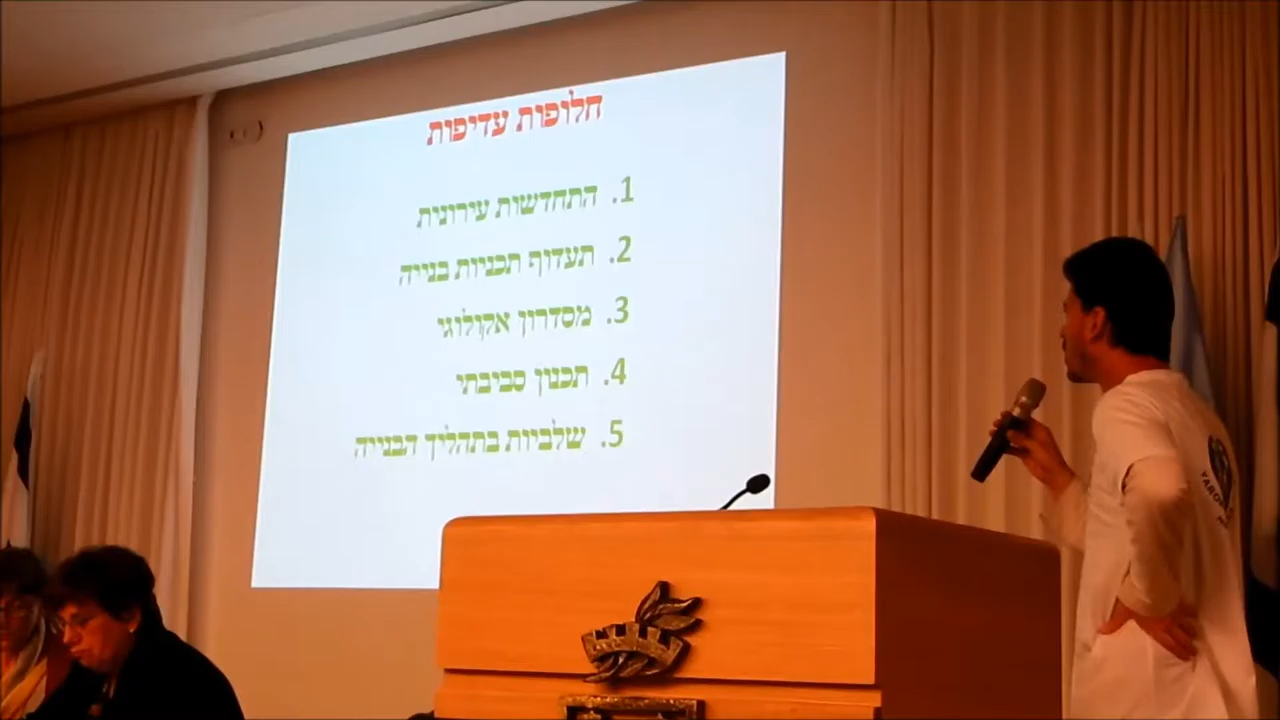 חלופות עדיפות
1. התחדשות עירונית
2. תעדוף תכניות בנייה
3. מסדרון אקולוגי
4. תכנון סביבתי
5. שלביות בתהליך הבנייה